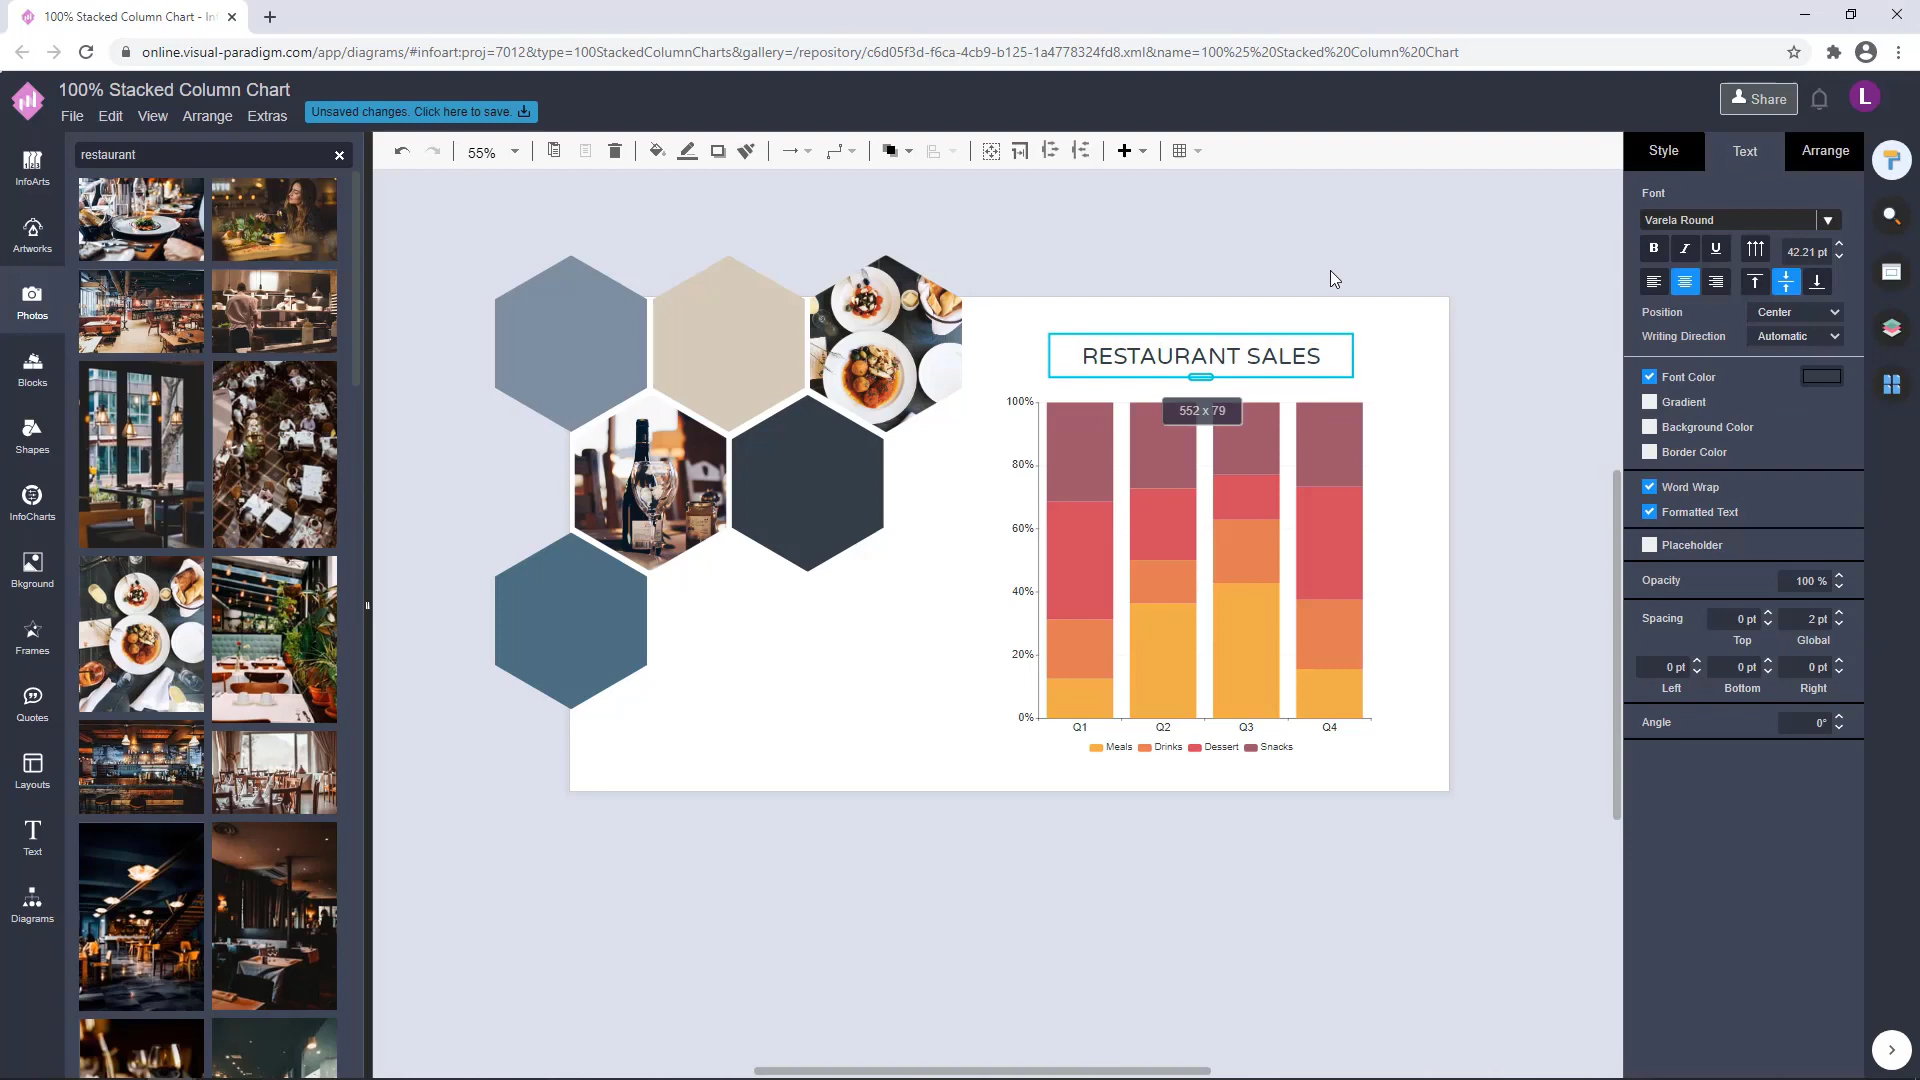 100% Stacked Column Chart - Inf
online.visual-paradigm.com/app/diagrams/#infoart:proj=7012&type=100StackedColumnCharts&gallery=/repository/c6d05f3d-f6ca-4cb9-b125-1a4778324fd8.xml&name=100%25%20Stacked%20Column%20Chart
100% Stacked Column Chart
File Edit View Arrange Extras
Unsaved changes. Click here to save.
Share
L
restaurant
55%
InfoArts
Artworks
Photos
Blocks
Shapes
InfoCharts
Bkground
Frames
Quotes
Layouts
Text
Diagrams
RESTAURANT SALES
552 x 79
100%
80%
60%
40%
20%
0%
Q1 Q2 Q3 Q4
Meals Drinks Dessert Snacks
Style Text Arrange
Font
Varela Round
B I U 42.21 pt
Position Center
Writing Direction Automatic
Font Color
Gradient
Background Color
Border Color
Word Wrap
Formatted Text
Placeholder
Opacity 100 %
Spacing 0 pt 2 pt
Top Global
0 pt 0 pt 0 pt
Left Bottom Right
Angle 0°